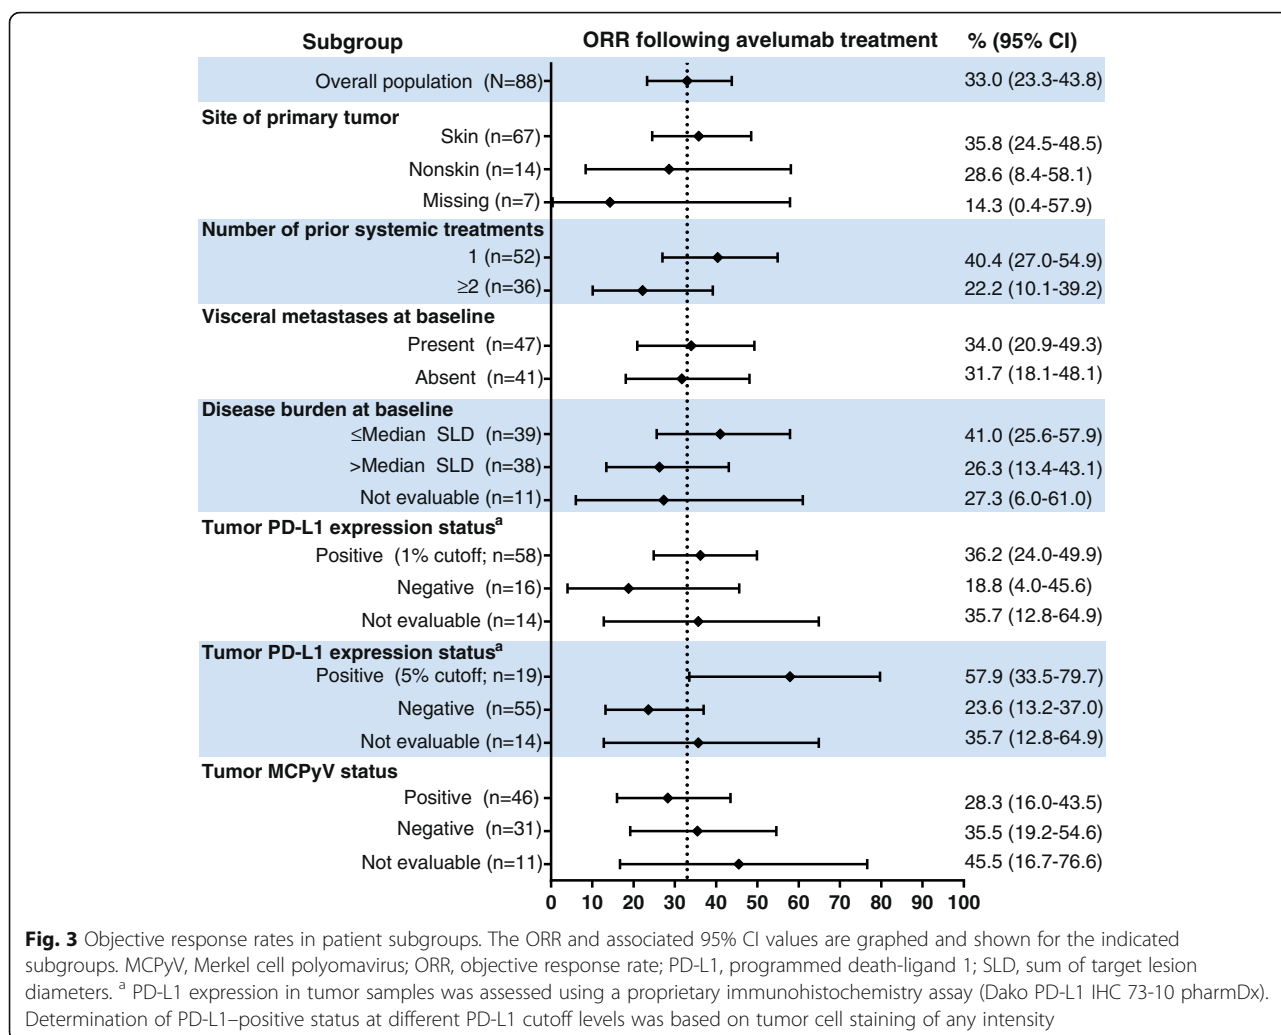 Subgroup ORR following avelumab treatment % (95% CI)
Overall population (N=88) 33.0 (23.3-43.8)
Site of primary tumor
Skin (n=67) 35.8 (24.5-48.5)
Nonskin (n=14) 28.6 (8.4-58.1)
Missing (n=7) 14.3 (0.4-57.9)
Number of prior systemic treatments
1 (n=52) 40.4 (27.0-54.9)
≥2 (n=36) 22.2 (10.1-39.2)
Visceral metastases at baseline
Present (n=47) 34.0 (20.9-49.3)
Absent (n=41) 31.7 (18.1-48.1)
Disease burden at baseline
≤Median SLD (n=39) 41.0 (25.6-57.9)
>Median SLD (n=38) 26.3 (13.4-43.1)
Not evaluable (n=11) 27.3 (6.0-61.0)
Tumor PD-L1 expression statusᵃ
Positive (1% cutoff; n=58) 36.2 (24.0-49.9)
Negative (n=16) 18.8 (4.0-45.6)
Not evaluable (n=14) 35.7 (12.8-64.9)
Tumor PD-L1 expression statusᵃ
Positive (5% cutoff; n=19) 57.9 (33.5-79.7)
Negative (n=55) 23.6 (13.2-37.0)
Not evaluable (n=14) 35.7 (12.8-64.9)
Tumor MCPyV status
Positive (n=46) 28.3 (16.0-43.5)
Negative (n=31) 35.5 (19.2-54.6)
Not evaluable (n=11) 45.5 (16.7-76.6)
0 10 20 30 40 50 60 70 80 90 100
Fig. 3 Objective response rates in patient subgroups. The ORR and associated 95% CI values are graphed and shown for the indicated
subgroups. MCPyV, Merkel cell polyomavirus; ORR, objective response rate; PD-L1, programmed death-ligand 1; SLD, sum of target lesion
diameters. ᵃ PD-L1 expression in tumor samples was assessed using a proprietary immunohistochemistry assay (Dako PD-L1 IHC 73-10 pharmDx).
Determination of PD-L1–positive status at different PD-L1 cutoff levels was based on tumor cell staining of any intensity